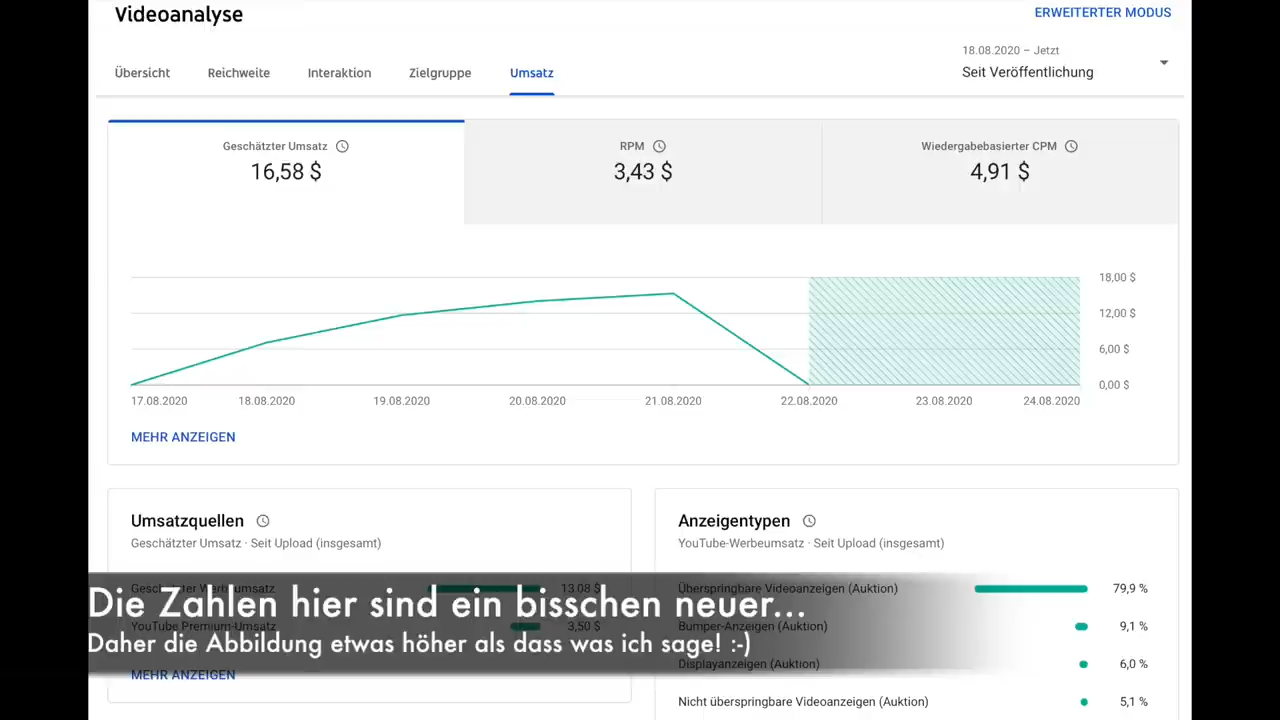 Videoanalyse
ERWEITERTER MODUS
Übersicht Reichweite Interaktion Zielgruppe Umsatz
18.08.2020 – Jetzt
Seit Veröffentlichung
Geschätzter Umsatz
16,58 $
RPM
3,43 $
Wiedergabebasierter CPM
4,91 $
18,00 $
12,00 $
6,00 $
0,00 $
17.08.2020 18.08.2020 19.08.2020 20.08.2020 21.08.2020 22.08.2020 23.08.2020 24.08.2020
MEHR ANZEIGEN
Umsatzquellen
Geschätzter Umsatz · Seit Upload (insgesamt)
Geschätzter Werbeumsatz 13,08 $
YouTube Premium-Umsatz 3,50 $
MEHR ANZEIGEN
Anzeigentypen
YouTube-Werbeumsatz · Seit Upload (insgesamt)
Überspringbare Videoanzeigen (Auktion) 79,9 %
Bumper-Anzeigen (Auktion) 9,1 %
Displayanzeigen (Auktion) 6,0 %
Nicht überspringbare Videoanzeigen (Auktion) 5,1 %
Die Zahlen hier sind ein bisschen neuer...
Daher die Abbildung etwas höher als dass was ich sage! :-)